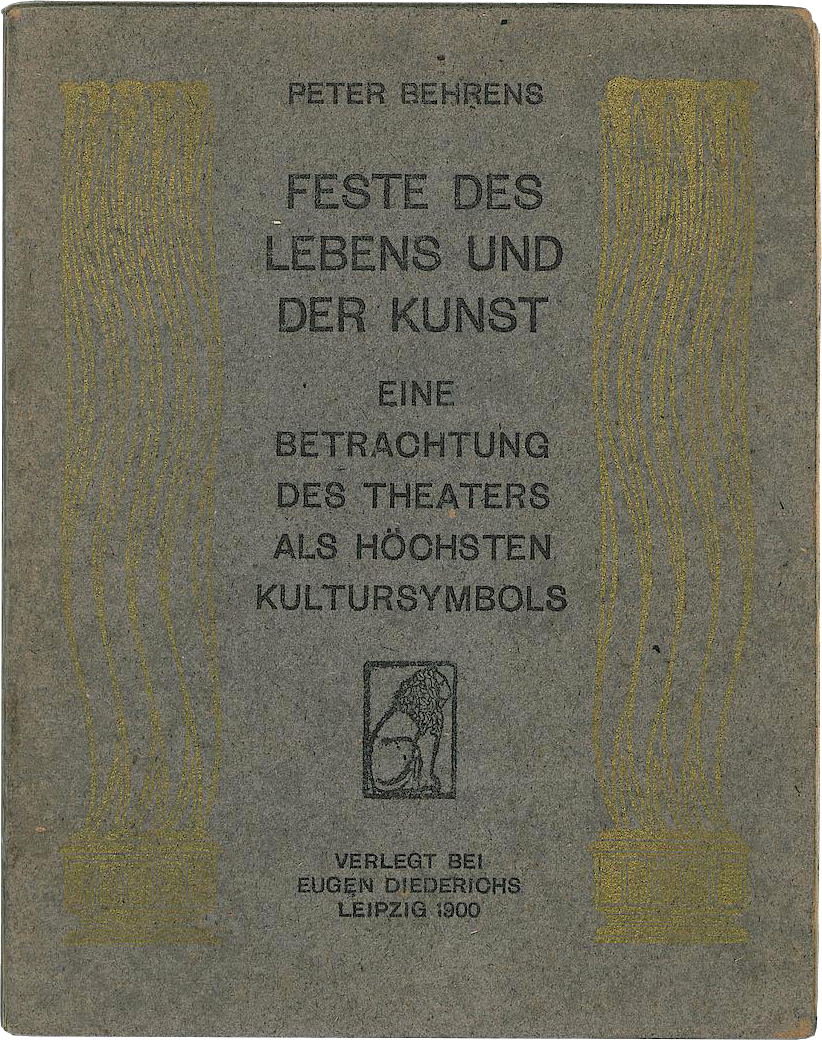 PETER BEHRENS
FESTE DES
LEBENS UND
DER KUNST
EINE
BETRACHTUNG
DES THEATERS
ALS HÖCHSTEN
KULTURSYMBOLS
VERLEGT BEI
EUGEN DIEDERICHS
LEIPZIG 1900